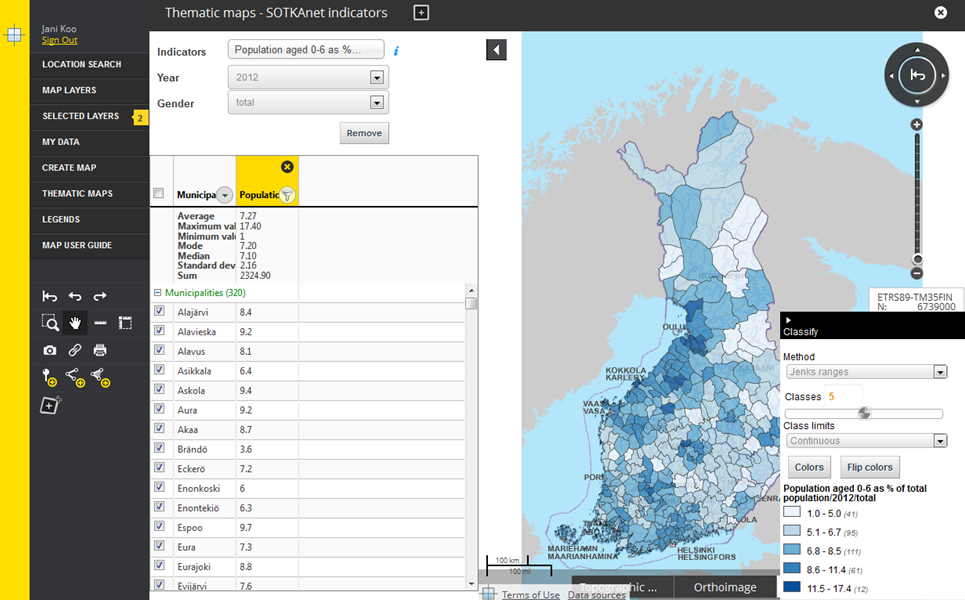 Thematic maps - SOTKAnet indicators
Jani Koo
Sign Out
LOCATION SEARCH
MAP LAYERS
SELECTED LAYERS 2
MY DATA
CREATE MAP
THEMATIC MAPS
LEGENDS
MAP USER GUIDE
Indicators Population aged 0-6 as %... i
Year 2012
Gender total
Remove
Municipa Populatic
Average 7.27
Maximum val 17.40
Minimum valu 1
Mode 7.20
Median 7.10
Standard dev 2.16
Sum 2324.90
Municipalities (320)
Alajärvi 8.4
Alavieska 9.2
Alavus 8.1
Asikkala 6.4
Askola 9.4
Aura 9.2
Akaa 8.7
Brändö 3.6
Eckerö 7.2
Enonkoski 6
Enontekiö 6.3
Espoo 9.7
Eura 7.3
Eurajoki 8.8
Evijärvi 7.6
OULU
KOKKOLA
KARLEBY
VAAS
VASA
PORI
MARIEHAMN
MAARIANHAMINA
HELSINKI
HELSINGFORS
100 km
100 mi
Terms of Use Data sources
Topographic ... Orthoimage
ETRS89-TM35FIN
N: 6739000
Classify
Method
Jenks ranges
Classes 5
Class limits
Continuous
Colors Flip colors
Population aged 0-6 as % of total
population/2012/total
1.0 - 5.0 (41)
5.1 - 6.7 (95)
6.8 - 8.5 (111)
8.6 - 11.4 (61)
11.5 - 17.4 (12)